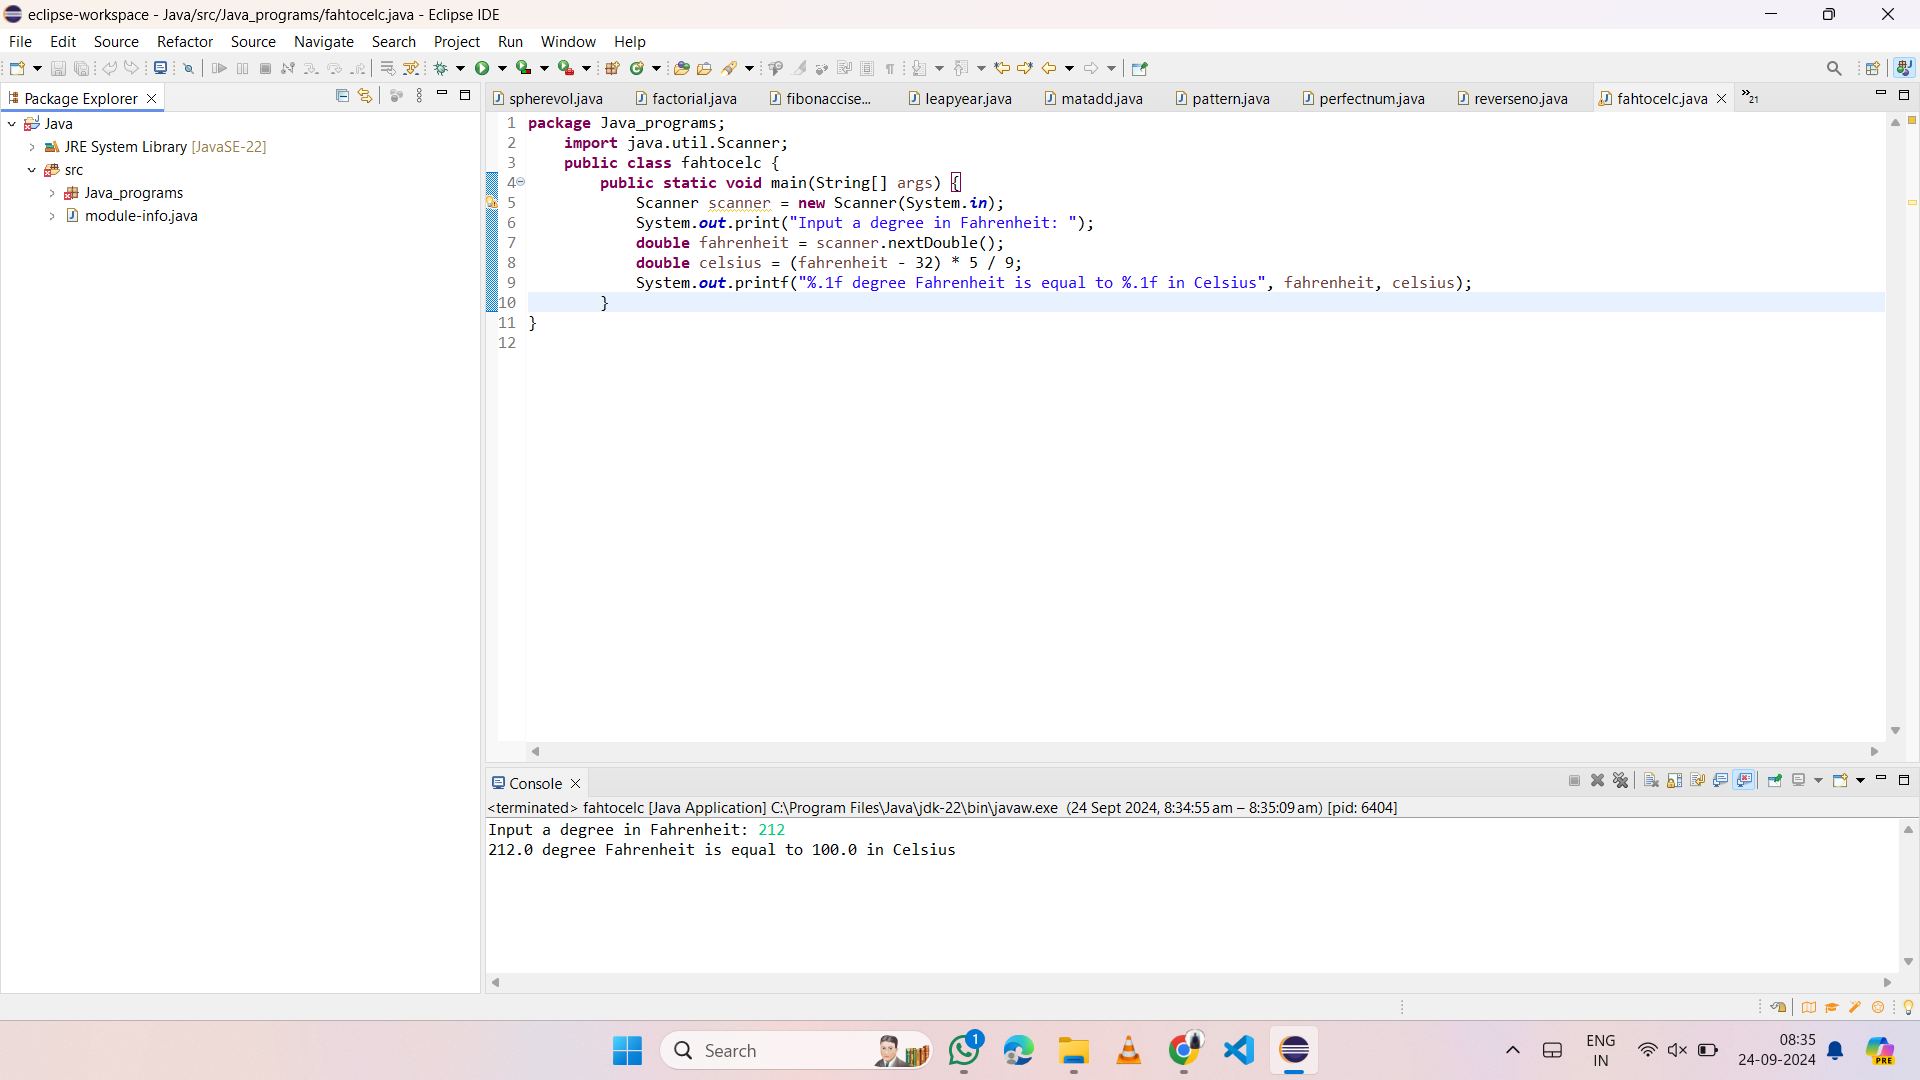 eclipse-workspace - Java/src/Java_programs/fahtocelc.java - Eclipse IDE
File Edit Source Refactor Source Navigate Search Project Run Window Help
Package Explorer
Java
JRE System Library [JavaSE-22]
src
Java_programs
module-info.java
spherevol.java factorial.java fibonaccise... leapyear.java matadd.java pattern.java perfectnum.java reverseno.java fahtocelc.java »21
1 package Java_programs;
2 import java.util.Scanner;
3 public class fahtocelc {
4 public static void main(String[] args) {
5 Scanner scanner = new Scanner(System.in);
6 System.out.print("Input a degree in Fahrenheit: ");
7 double fahrenheit = scanner.nextDouble();
8 double celsius = (fahrenheit - 32) * 5 / 9;
9 System.out.printf("%.1f degree Fahrenheit is equal to %.1f in Celsius", fahrenheit, celsius);
10 }
11 }
12
Console
<terminated> fahtocelc [Java Application] C:\Program Files\Java\jdk-22\bin\javaw.exe (24 Sept 2024, 8:34:55 am – 8:35:09 am) [pid: 6404]
Input a degree in Fahrenheit: 212
212.0 degree Fahrenheit is equal to 100.0 in Celsius
Search
1
ENG
IN
08:35
24-09-2024
PRE